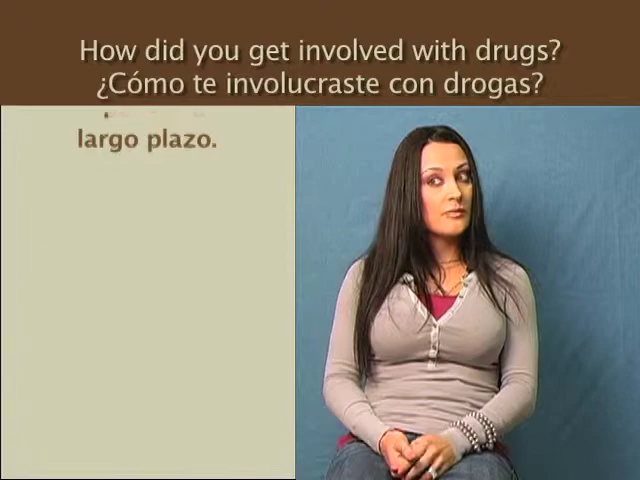 How did you get involved with drugs?
¿Cómo te involucraste con drogas?
largo plazo.